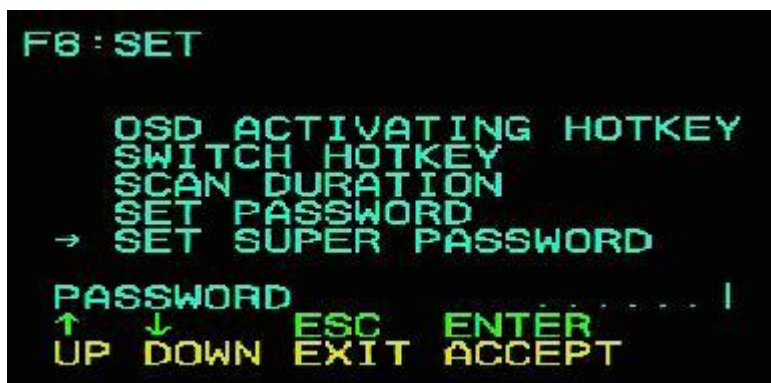 F6:SET
OSD ACTIVATING HOTKEY
SWITCH HOTKEY
SCAN DURATION
SET PASSWORD
→ SET SUPER PASSWORD
PASSWORD ......|
↑ ↓ ESC ENTER
UP DOWN EXIT ACCEPT